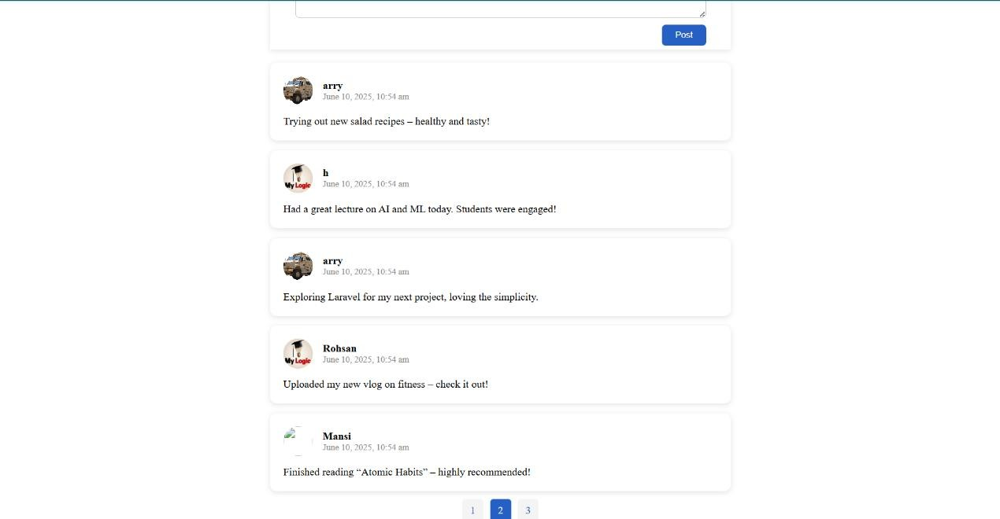 Post
arry
June 10, 2025, 10:54 am
Trying out new salad recipes – healthy and tasty!
My Logic
h
June 10, 2025, 10:54 am
Had a great lecture on AI and ML today. Students were engaged!
arry
June 10, 2025, 10:54 am
Exploring Laravel for my next project, loving the simplicity.
My Logic
Rohsan
June 10, 2025, 10:54 am
Uploaded my new vlog on fitness – check it out!
Mansi
June 10, 2025, 10:54 am
Finished reading “Atomic Habits” – highly recommended!
1 2 3